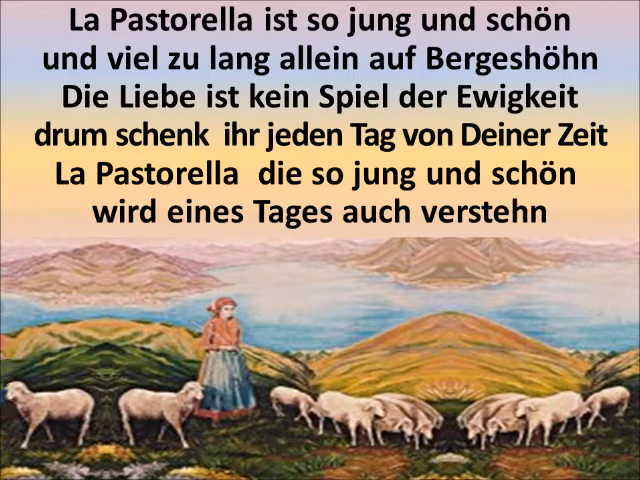 La Pastorella ist so jung und schön
und viel zu lang allein auf Bergeshöhn
Die Liebe ist kein Spiel der Ewigkeit
drum schenk  ihr jeden Tag von Deiner Zeit
La Pastorella  die so jung und schön
wird eines Tages auch verstehn